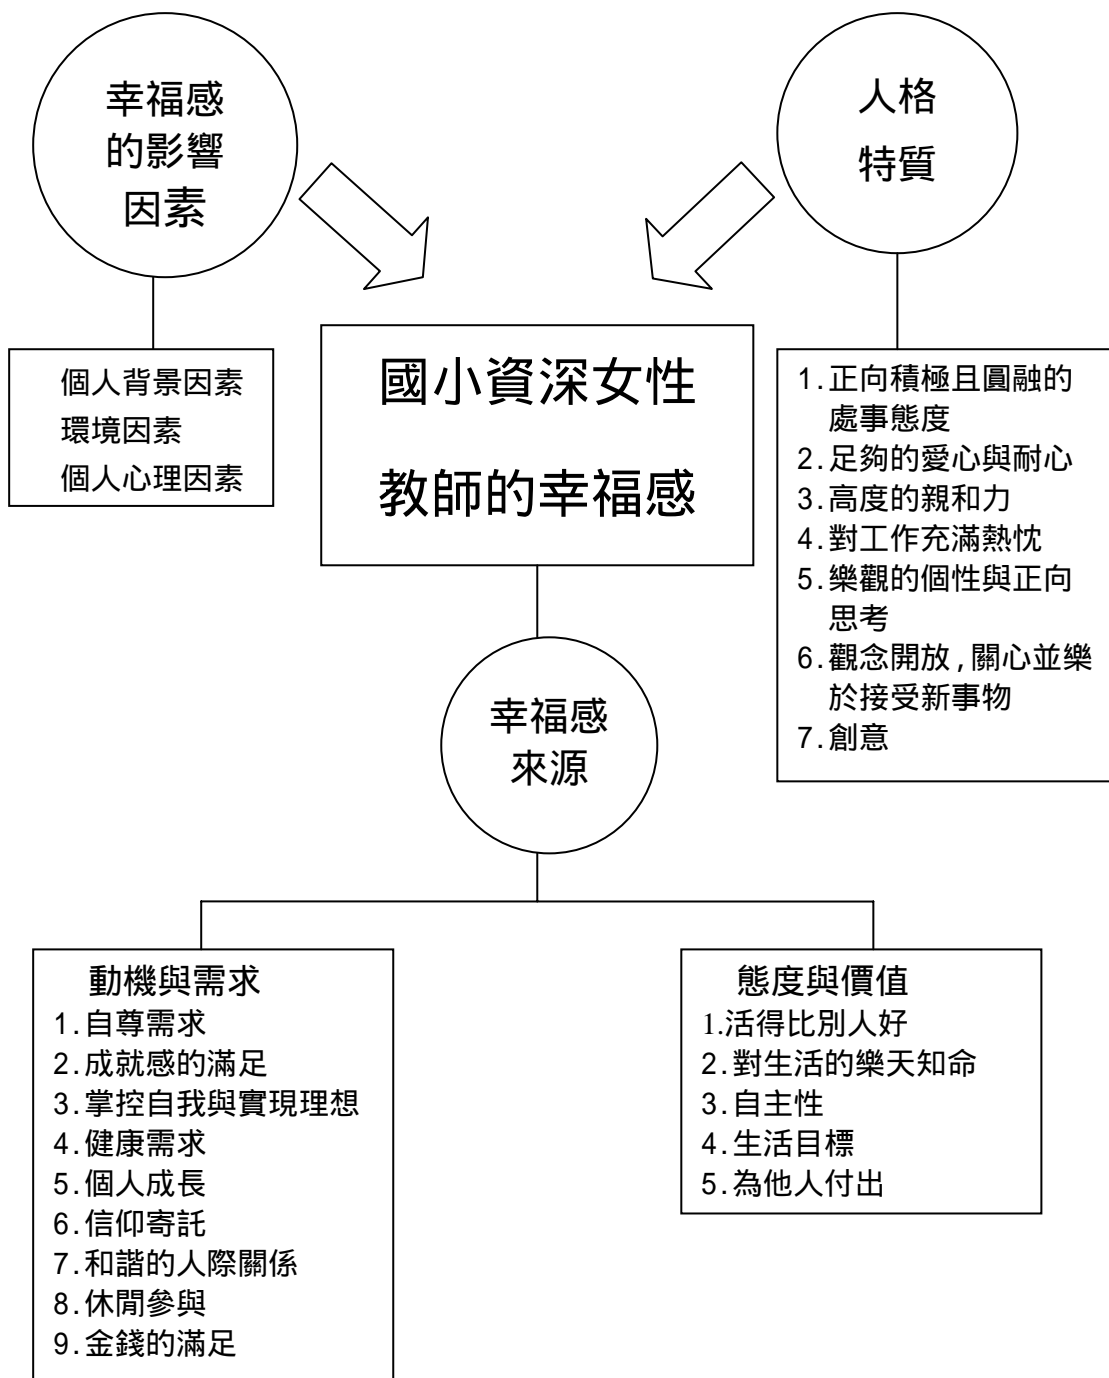 幸福感
的影響
因素
人格
特質
個人背景因素
環境因素
個人心理因素
國小資深女性
教師的幸福感
1.正向積極且圓融的
處事態度
2.足夠的愛心與耐心
3.高度的親和力
4.對工作充滿熱忱
5.樂觀的個性與正向
思考
6.觀念開放,關心並樂
於接受新事物
7.創意
幸福感
來源
動機與需求
1.自尊需求
2.成就感的滿足
3.掌控自我與實現理想
4.健康需求
5.個人成長
6.信仰寄託
7.和諧的人際關係
8.休閒參與
9.金錢的滿足
態度與價值
1.活得比別人好
2.對生活的樂天知命
3.自主性
4.生活目標
5.為他人付出